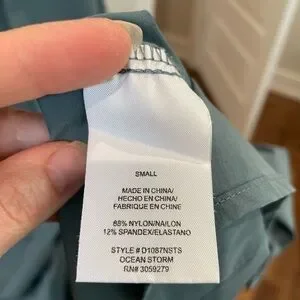 SMALL
MADE IN CHINA/
HECHO EN CHINA/
FABRIQUE EN CHINE
88% NYLON/NAILON
12% SPANDEX/ELASTANO
STYLE # D1087NSTS
OCEAN STORM
RN# 3059279